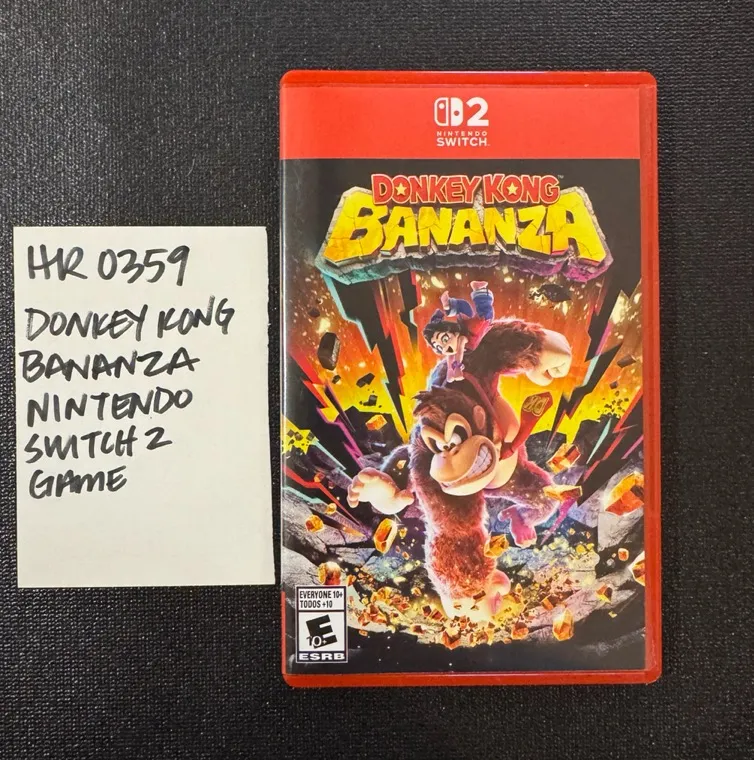 HR 0359
DONKEY KONG
BANANZA
NINTENDO
SWITCH 2
GAME
2
NINTENDO
SWITCH
DONKEY KONG
BANANZA
DK
EVERYONE 10+
TODOS +10
E
10+
ESRB